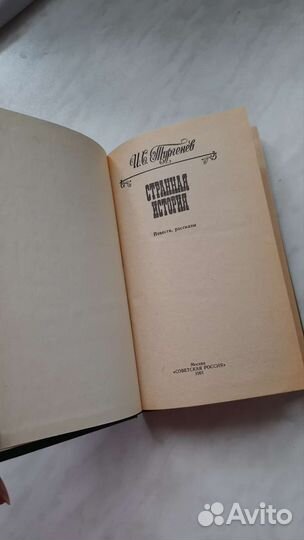 И.С. Тургенев
СТРАННАЯ
ИСТОРИЯ
Повести, рассказы
Москва
«СОВЕТСКАЯ РОССИЯ»
Avito